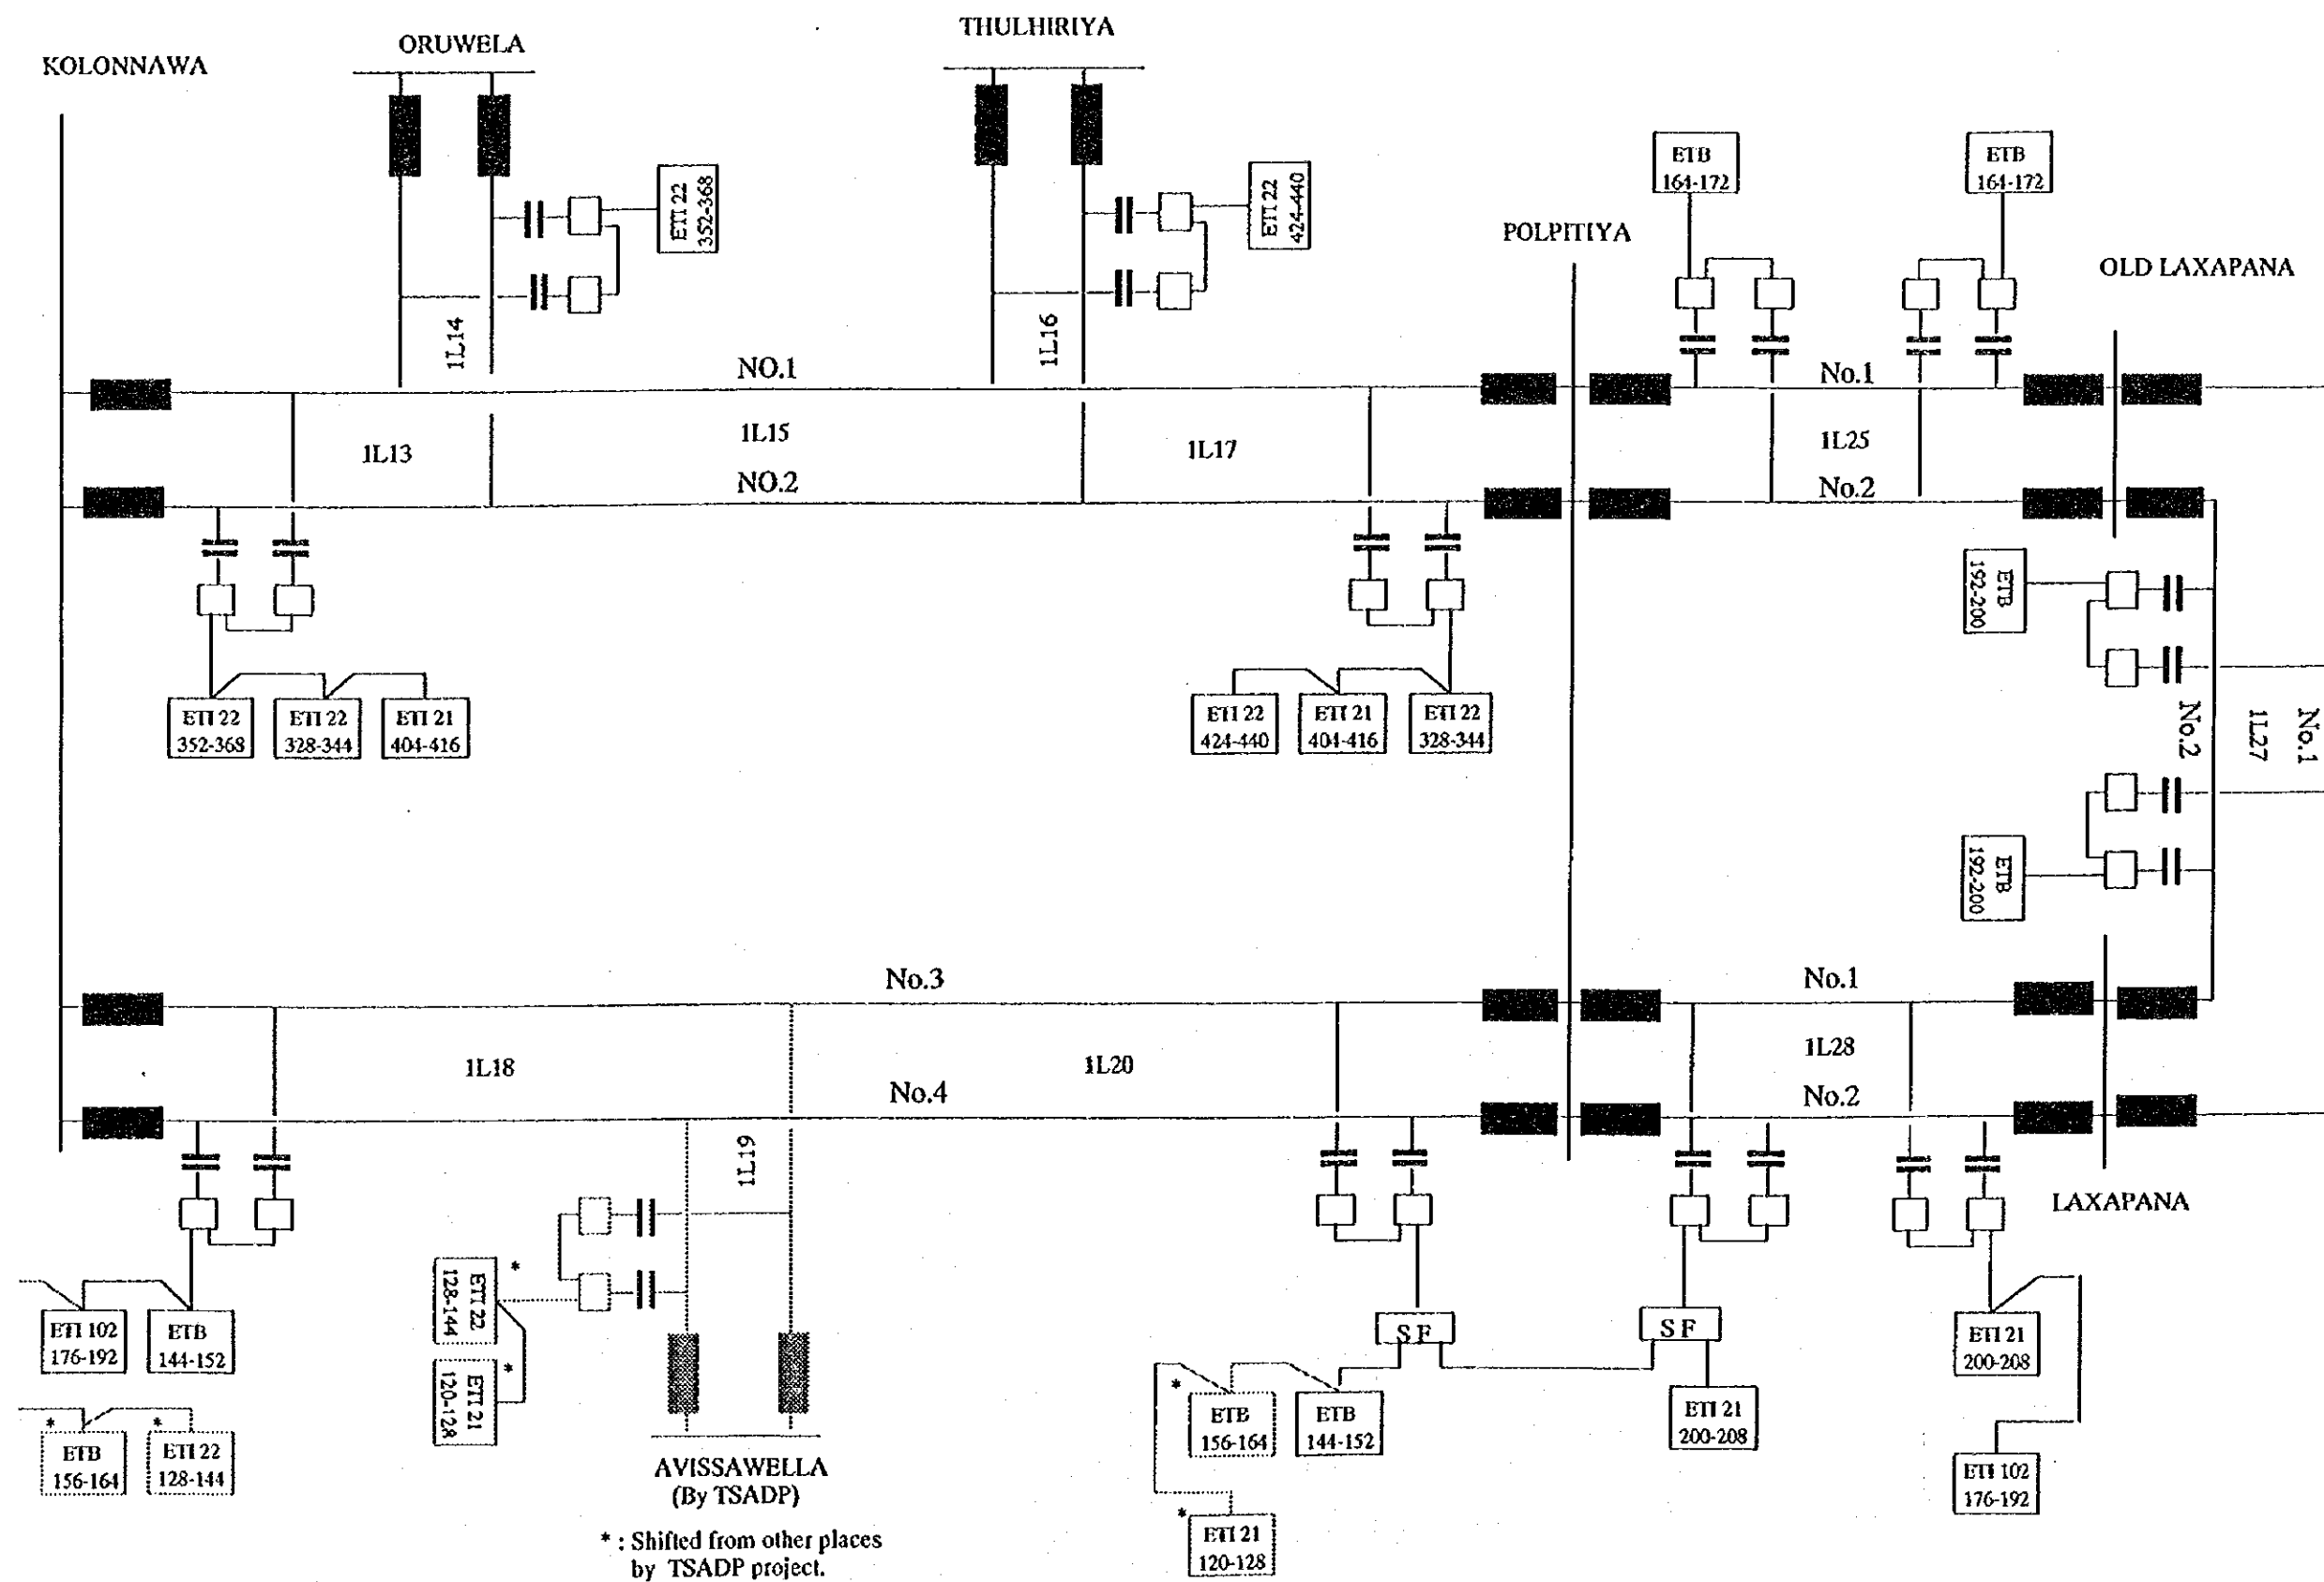 THULHIRIYA
ORUWELA
KOLONNAWA
ETI 22
352-368
ETI 22
424-440
ETB
164-172
ETB
164-172
POLPITIYA
OLD LAXAPANA
1L14
1L16
NO.1
No.1
1L13
1L15
1L17
1L25
NO.2
No.2
ETB
192-200
ETI 22
352-368
ETI 22
328-344
ETI 21
404-416
ETI 22
424-440
ETI 21
404-416
ETI 22
328-344
No.2
1L27
No.1
ETB
192-200
No.3
No.1
1L18
1L20
1L28
No.4
No.2
1L19
LAXAPANA
*
ETI 22
128-144
*
ETI 21
120-128
ETI 102
176-192
ETB
144-152
S F
S F
ETI 21
200-208
*
ETB
156-164
*
ETI 22
128-144
*
ETB
156-164
ETB
144-152
ETI 21
200-208
ETI 102
176-192
AVISSAWELLA
(By TSADP)
* : Shifted from other places
by TSADP project.
*
ETI 21
120-128